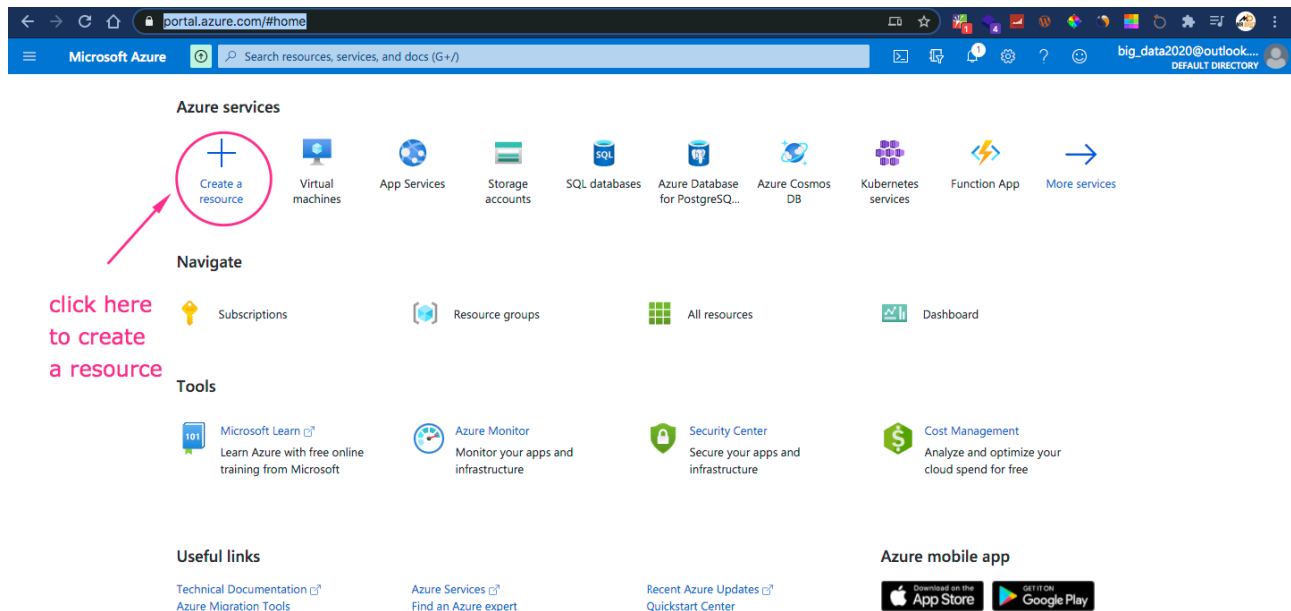 portal.azure.com/#home
1
4
Microsoft Azure
Search resources, services, and docs (G+/)
1
big_data2020@outlook....
DEFAULT DIRECTORY
Azure services
Create a
resource
Virtual
machines
App Services
Storage
accounts
SQL
SQL databases
Azure Database
for PostgreSQ...
Azure Cosmos
DB
Kubernetes
services
Function App
More services
click here
to create
a resource
Navigate
Subscriptions
Resource groups
All resources
Dashboard
Tools
101
Microsoft Learn
Learn Azure with free online
training from Microsoft
Azure Monitor
Monitor your apps and
infrastructure
Security Center
Secure your apps and
infrastructure
$
Cost Management
Analyze and optimize your
cloud spend for free
Useful links
Technical Documentation
Azure Migration Tools
Azure Services
Find an Azure expert
Recent Azure Updates
Quickstart Center
Azure mobile app
Download on the
App Store
GET IT ON
Google Play